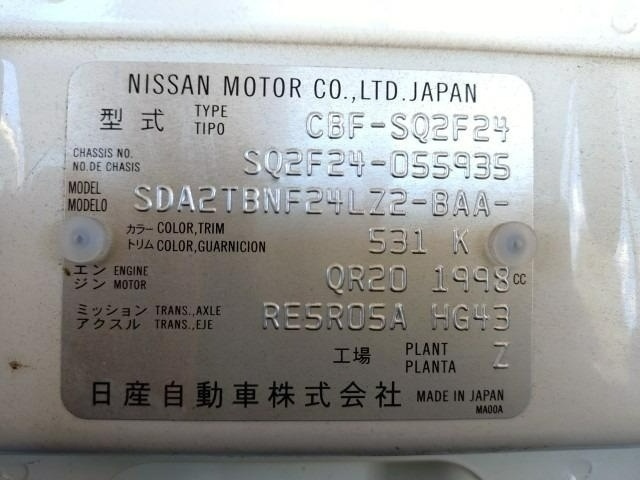 NISSAN MOTOR CO.,LTD.JAPAN
型式 TYPE TIPO CBF-SQ2F24
CHASSIS NO. NO.DE CHASIS SQ2F24-055935
MODEL MODELO SDA2TBNF24LZ2-BAA-
カラー COLOR,TRIM トリム COLOR,GUARNICION 531 K
エンジン ENGINE MOTOR QR20 1998 CC
ミッション TRANS.,AXLE アクスル TRANS.,EJE RE5R05A HG43
工場 PLANT PLANTA Z
日産自動車株式会社 MADE IN JAPAN
MA00A